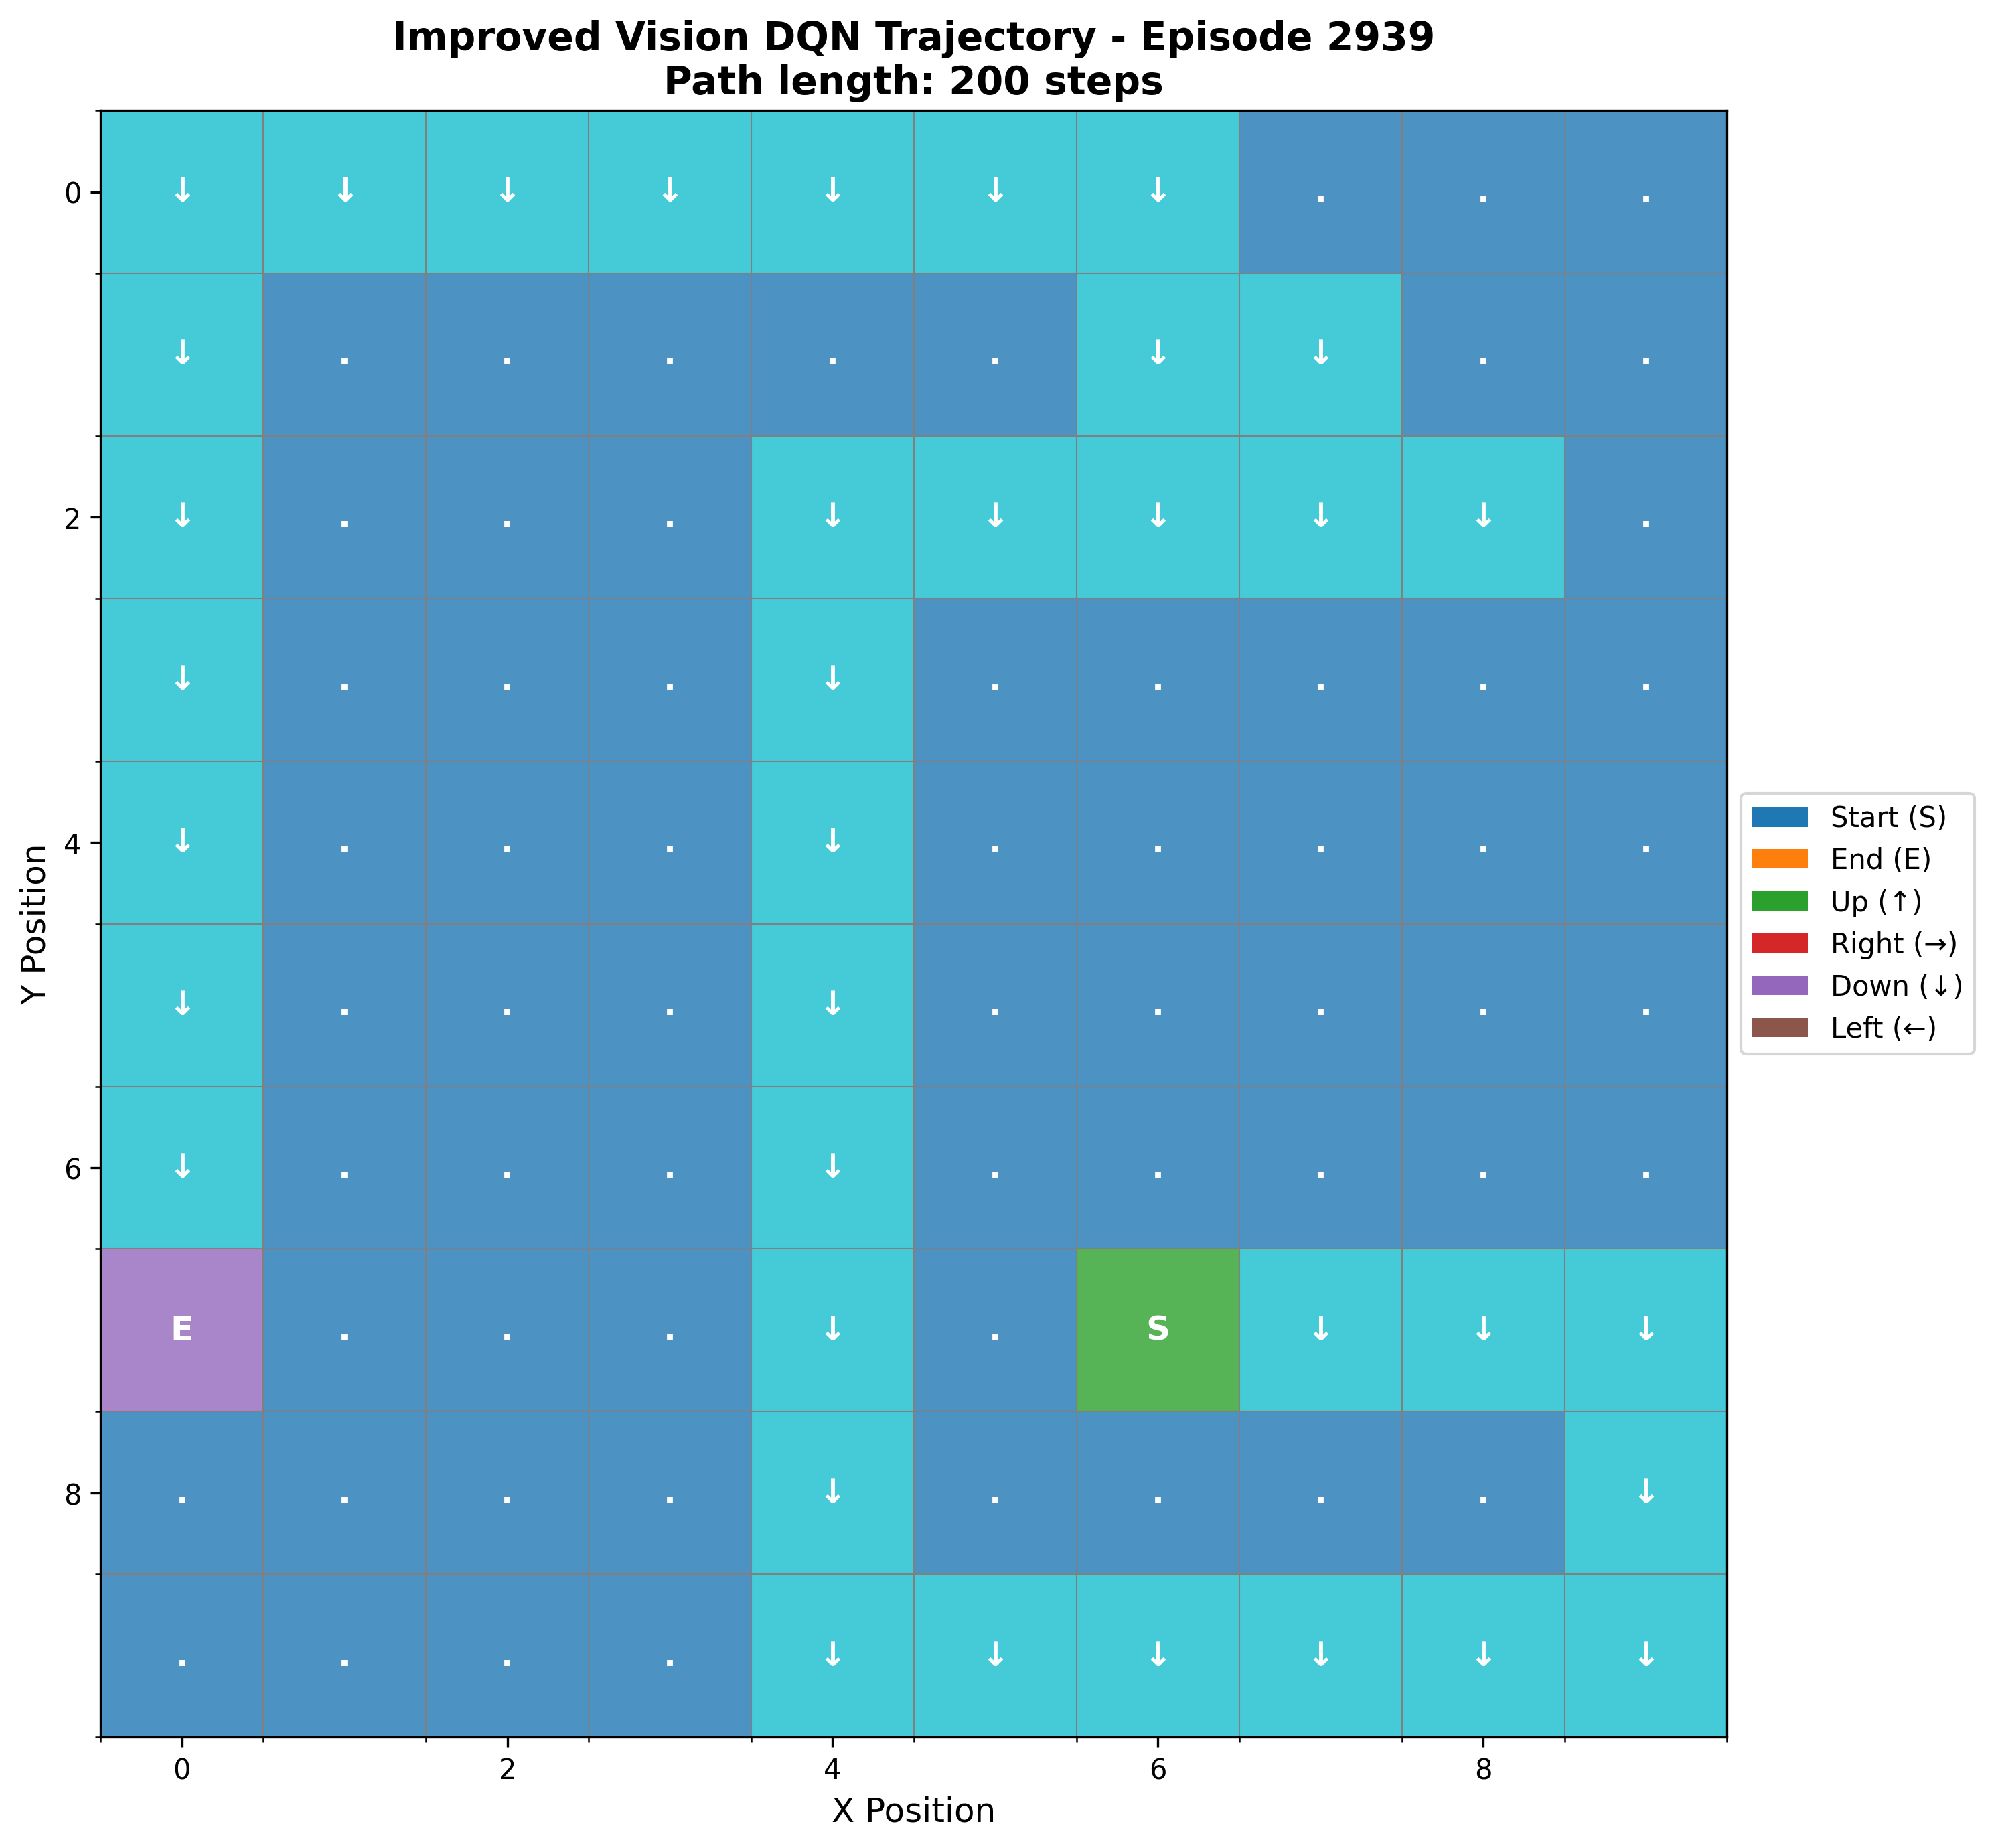 Improved Vision DQN Trajectory - Episode 2939
Path length: 200 steps
0 ↓ ↓ ↓ ↓ ↓ ↓ ↓ . . .
↓ . . . . . ↓ ↓ . .
2 ↓ . . . ↓ ↓ ↓ ↓ ↓ .
↓ . . . ↓ . . . . .
4 ↓ . . . ↓ . . . . .
↓ . . . ↓ . . . . .
6 ↓ . . . ↓ . . . . .
E . . . ↓ . S ↓ ↓ ↓
8 . . . . ↓ . . . . ↓
. . . . ↓ ↓ ↓ ↓ ↓ ↓
0 2 4 6 8
X Position
Y Position
Start (S)
End (E)
Up (↑)
Right (→)
Down (↓)
Left (←)